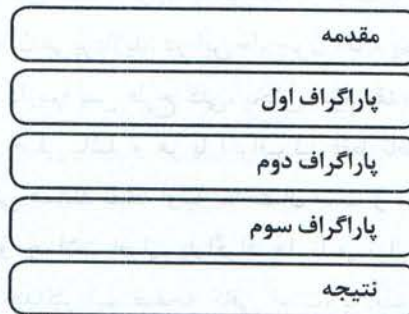 مقدمه
پاراگراف اول
پاراگراف دوم
پاراگراف سوم
نتیجه